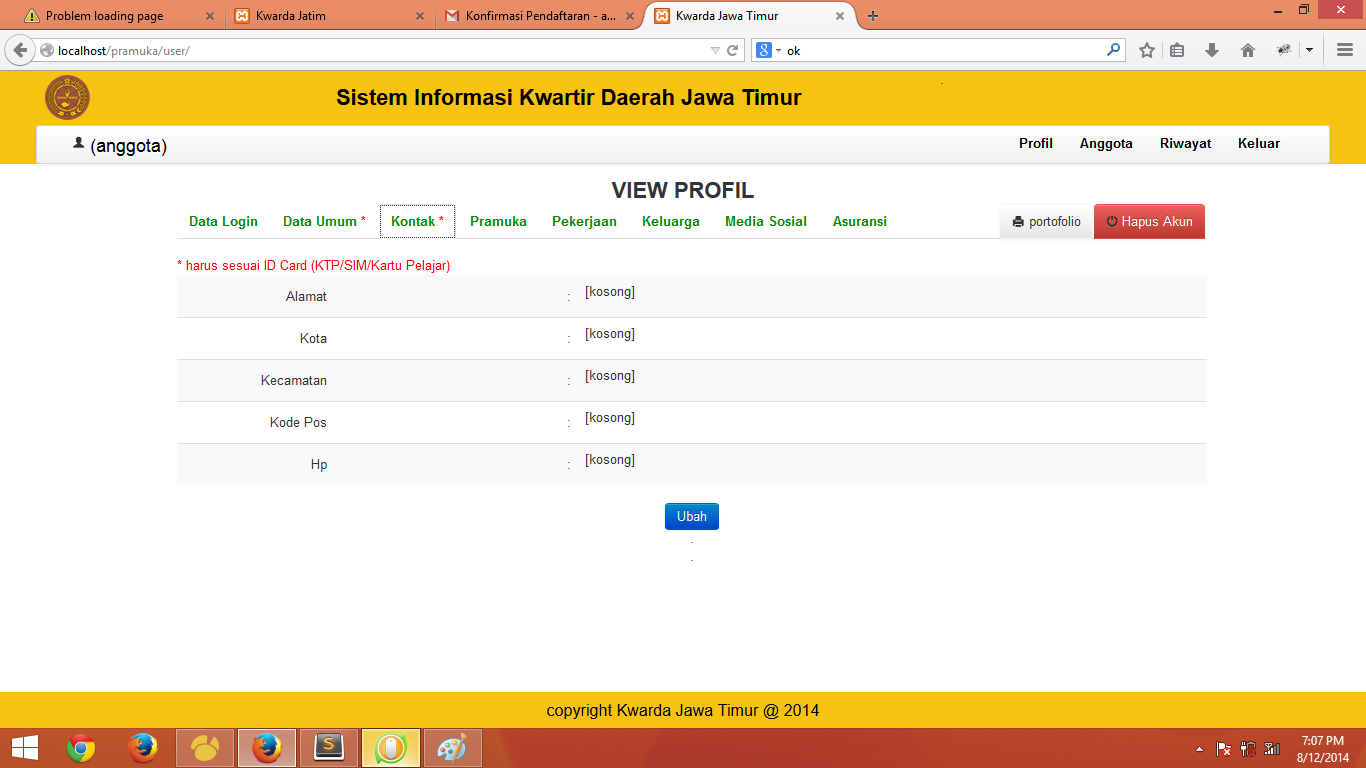 Problem loading page
Kwarda Jatim
Konfirmasi Pendaftaran - a...
Kwarda Jawa Timur
localhost/pramuka/user/
8
ok
Sistem Informasi Kwartir Daerah Jawa Timur
(anggota)
Profil
Anggota
Riwayat
Keluar
VIEW PROFIL
Data Login
Data Umum *
Kontak *
Pramuka
Pekerjaan
Keluarga
Media Sosial
Asuransi
portofolio
Hapus Akun
* harus sesuai ID Card (KTP/SIM/Kartu Pelajar)
Alamat : [kosong]
Kota : [kosong]
Kecamatan : [kosong]
Kode Pos : [kosong]
Hp : [kosong]
Ubah
.
.
copyright Kwarda Jawa Timur @ 2014
S
7:07 PM
8/12/2014